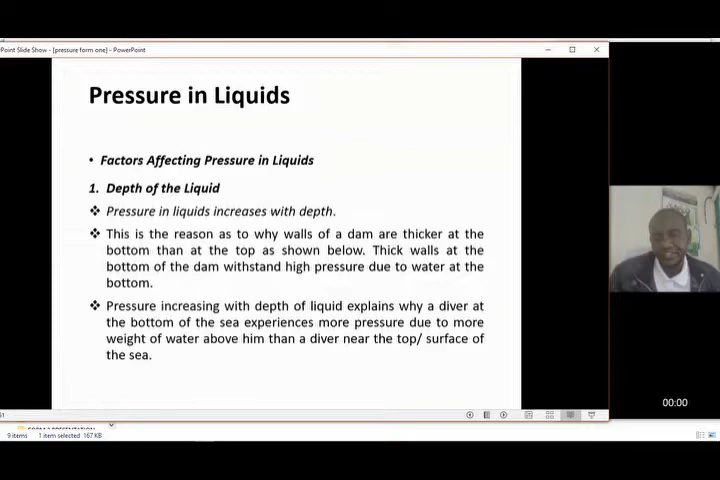 Point Slide Show - [pressure form one] - PowerPoint
Pressure in Liquids
• Factors Affecting Pressure in Liquids
1. Depth of the Liquid
❖ Pressure in liquids increases with depth.
❖ This is the reason as to why walls of a dam are thicker at the
bottom than at the top as shown below. Thick walls at the
bottom of the dam withstand high pressure due to water at the
bottom.
❖ Pressure increasing with depth of liquid explains why a diver at
the bottom of the sea experiences more pressure due to more
weight of water above him than a diver near the top/ surface of
the sea.
00:00
9 items 1 item selected 167 KB